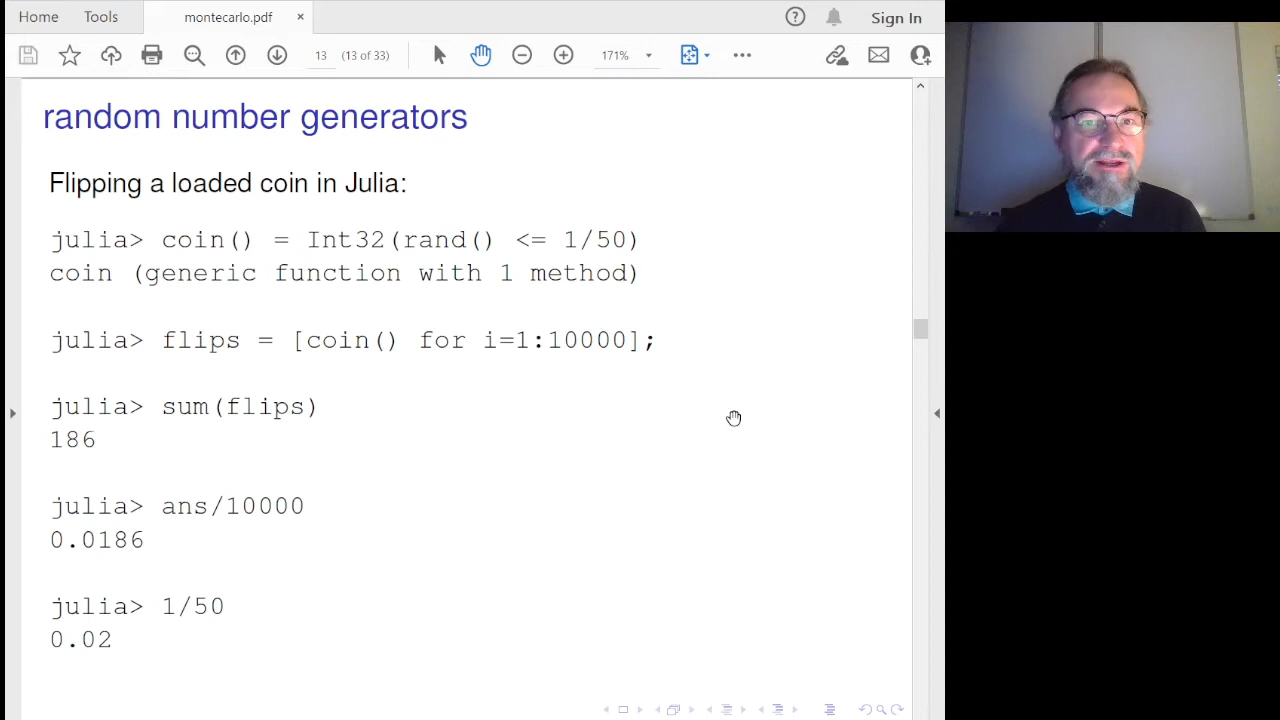 Home Tools montecarlo.pdf × ? Sign In
13 (13 of 33) 171%
random number generators
Flipping a loaded coin in Julia:
julia> coin() = Int32(rand() <= 1/50)
coin (generic function with 1 method)
julia> flips = [coin() for i=1:10000];
julia> sum(flips)
186
julia> ans/10000
0.0186
julia> 1/50
0.02